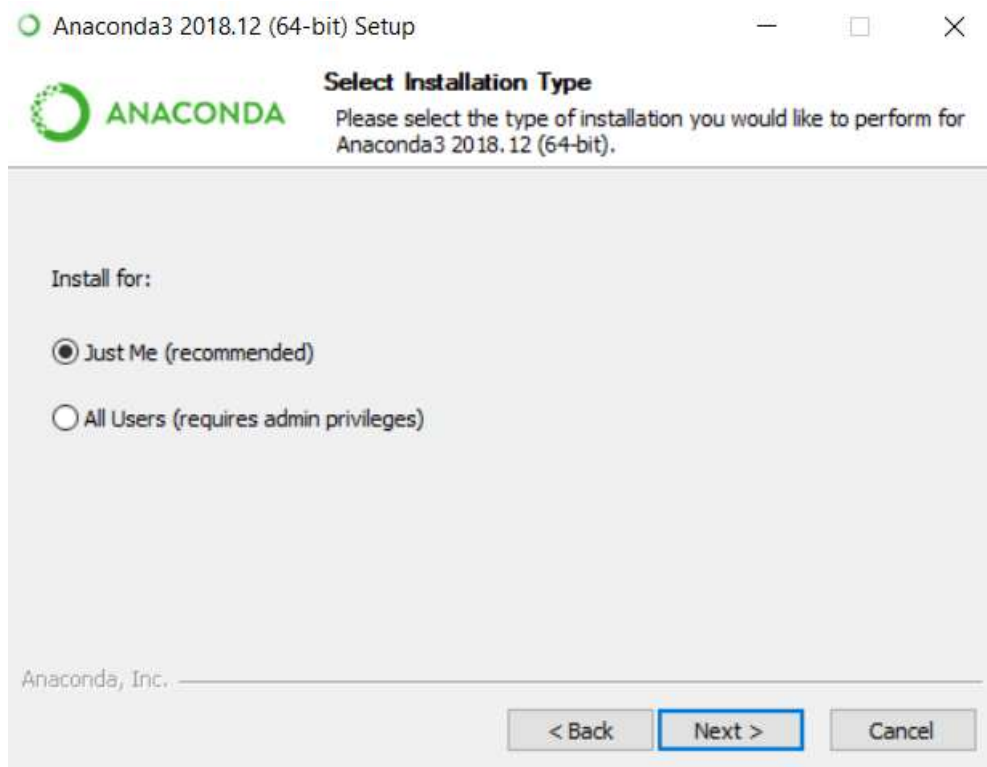 Anaconda3 2018.12 (64-bit) Setup
ANACONDA
Select Installation Type
Please select the type of installation you would like to perform for
Anaconda3 2018.12 (64-bit).
Install for:
Just Me (recommended)
All Users (requires admin privileges)
Anaconda, Inc.
< Back
Next >
Cancel